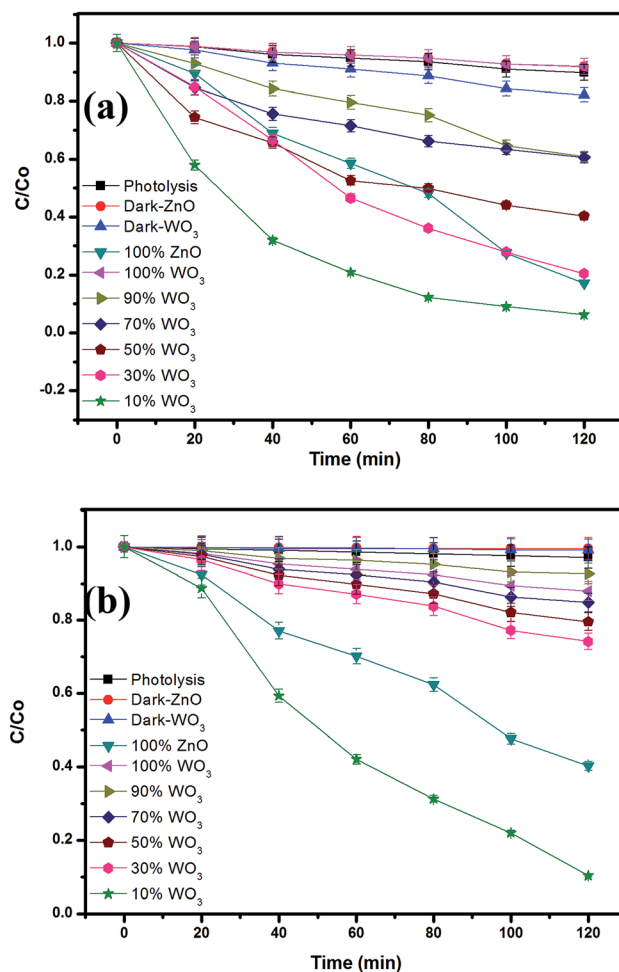 1.0
0.8
0.6
0.4
0.2
0.0
-0.2
C/Co
(a)
Photolysis
Dark-ZnO
Dark-WO₃
100% ZnO
100% WO₃
90% WO₃
70% WO₃
50% WO₃
30% WO₃
10% WO₃
0 20 40 60 80 100 120
Time (min)
1.0
0.8
0.6
0.4
0.2
0.0
C/Co
(b)
Photolysis
Dark-ZnO
Dark-WO₃
100% ZnO
100% WO₃
90% WO₃
70% WO₃
50% WO₃
30% WO₃
10% WO₃
0 20 40 60 80 100 120
Time (min)